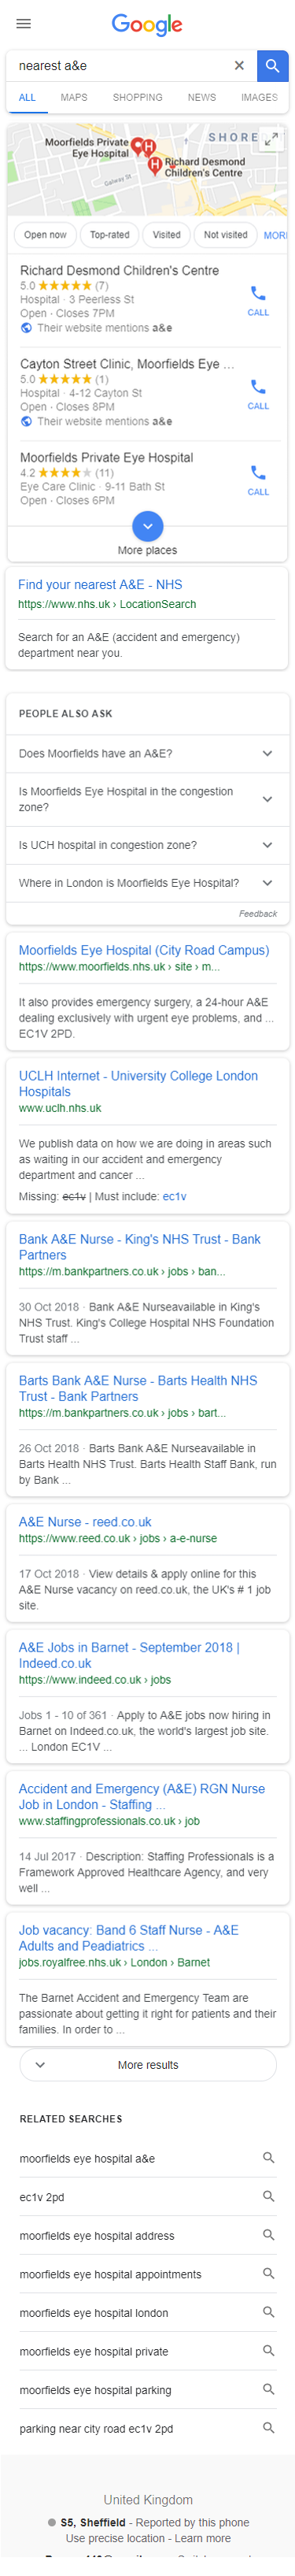 Google
nearest a&e
ALL MAPS SHOPPING NEWS IMAGES
SHORE
Moorfields Private
Eye Hospital
Richard Desmond
Children's Centre
Galway St
Open now Top-rated Visited Not visited MORE
Richard Desmond Children's Centre
5.0 (7)
Hospital · 3 Peerless St
Open · Closes 7PM
Their website mentions a&e
CALL
Cayton Street Clinic, Moorfields Eye ...
5.0 (1)
Hospital · 4-12 Cayton St
Open · Closes 8PM
Their website mentions a&e
CALL
Moorfields Private Eye Hospital
4.2 (11)
Eye Care Clinic · 9-11 Bath St
Open · Closes 6PM
CALL
More places
Find your nearest A&E - NHS
https://www.nhs.uk › LocationSearch
Search for an A&E (accident and emergency)
department near you.
PEOPLE ALSO ASK
Does Moorfields have an A&E?
Is Moorfields Eye Hospital in the congestion
zone?
Is UCH hospital in congestion zone?
Where in London is Moorfields Eye Hospital?
Feedback
Moorfields Eye Hospital (City Road Campus)
https://www.moorfields.nhs.uk › site › m...
It also provides emergency surgery, a 24-hour A&E
dealing exclusively with urgent eye problems, and ...
EC1V 2PD.
UCLH Internet - University College London
Hospitals
www.uclh.nhs.uk
We publish data on how we are doing in areas such
as waiting in our accident and emergency
department and cancer ...
Missing: ec1v | Must include: ec1v
Bank A&E Nurse - King's NHS Trust - Bank
Partners
https://m.bankpartners.co.uk › jobs › ban...
30 Oct 2018 · Bank A&E Nurseavailable in King's
NHS Trust. King's College Hospital NHS Foundation
Trust staff ...
Barts Bank A&E Nurse - Barts Health NHS
Trust - Bank Partners
https://m.bankpartners.co.uk › jobs › bart...
26 Oct 2018 · Barts Bank A&E Nurseavailable in
Barts Health NHS Trust. Barts Health Staff Bank, run
by Bank ...
A&E Nurse - reed.co.uk
https://www.reed.co.uk › jobs › a-e-nurse
17 Oct 2018 · View details & apply online for this
A&E Nurse vacancy on reed.co.uk, the UK's # 1 job
site.
A&E Jobs in Barnet - September 2018 |
Indeed.co.uk
https://www.indeed.co.uk › jobs
Jobs 1 - 10 of 361 · Apply to A&E jobs now hiring in
Barnet on Indeed.co.uk, the world's largest job site.
... London EC1V ...
Accident and Emergency (A&E) RGN Nurse
Job in London - Staffing ...
www.staffingprofessionals.co.uk › job
14 Jul 2017 · Description: Staffing Professionals is a
Framework Approved Healthcare Agency, and very
well ...
Job vacancy: Band 6 Staff Nurse - A&E
Adults and Peadiatrics ...
jobs.royalfree.nhs.uk › London › Barnet
The Barnet Accident and Emergency Team are
passionate about getting it right for patients and their
families. In order to ...
More results
RELATED SEARCHES
moorfields eye hospital a&e
ec1v 2pd
moorfields eye hospital address
moorfields eye hospital appointments
moorfields eye hospital london
moorfields eye hospital private
moorfields eye hospital parking
parking near city road ec1v 2pd
United Kingdom
S5, Sheffield - Reported by this phone
Use precise location - Learn more